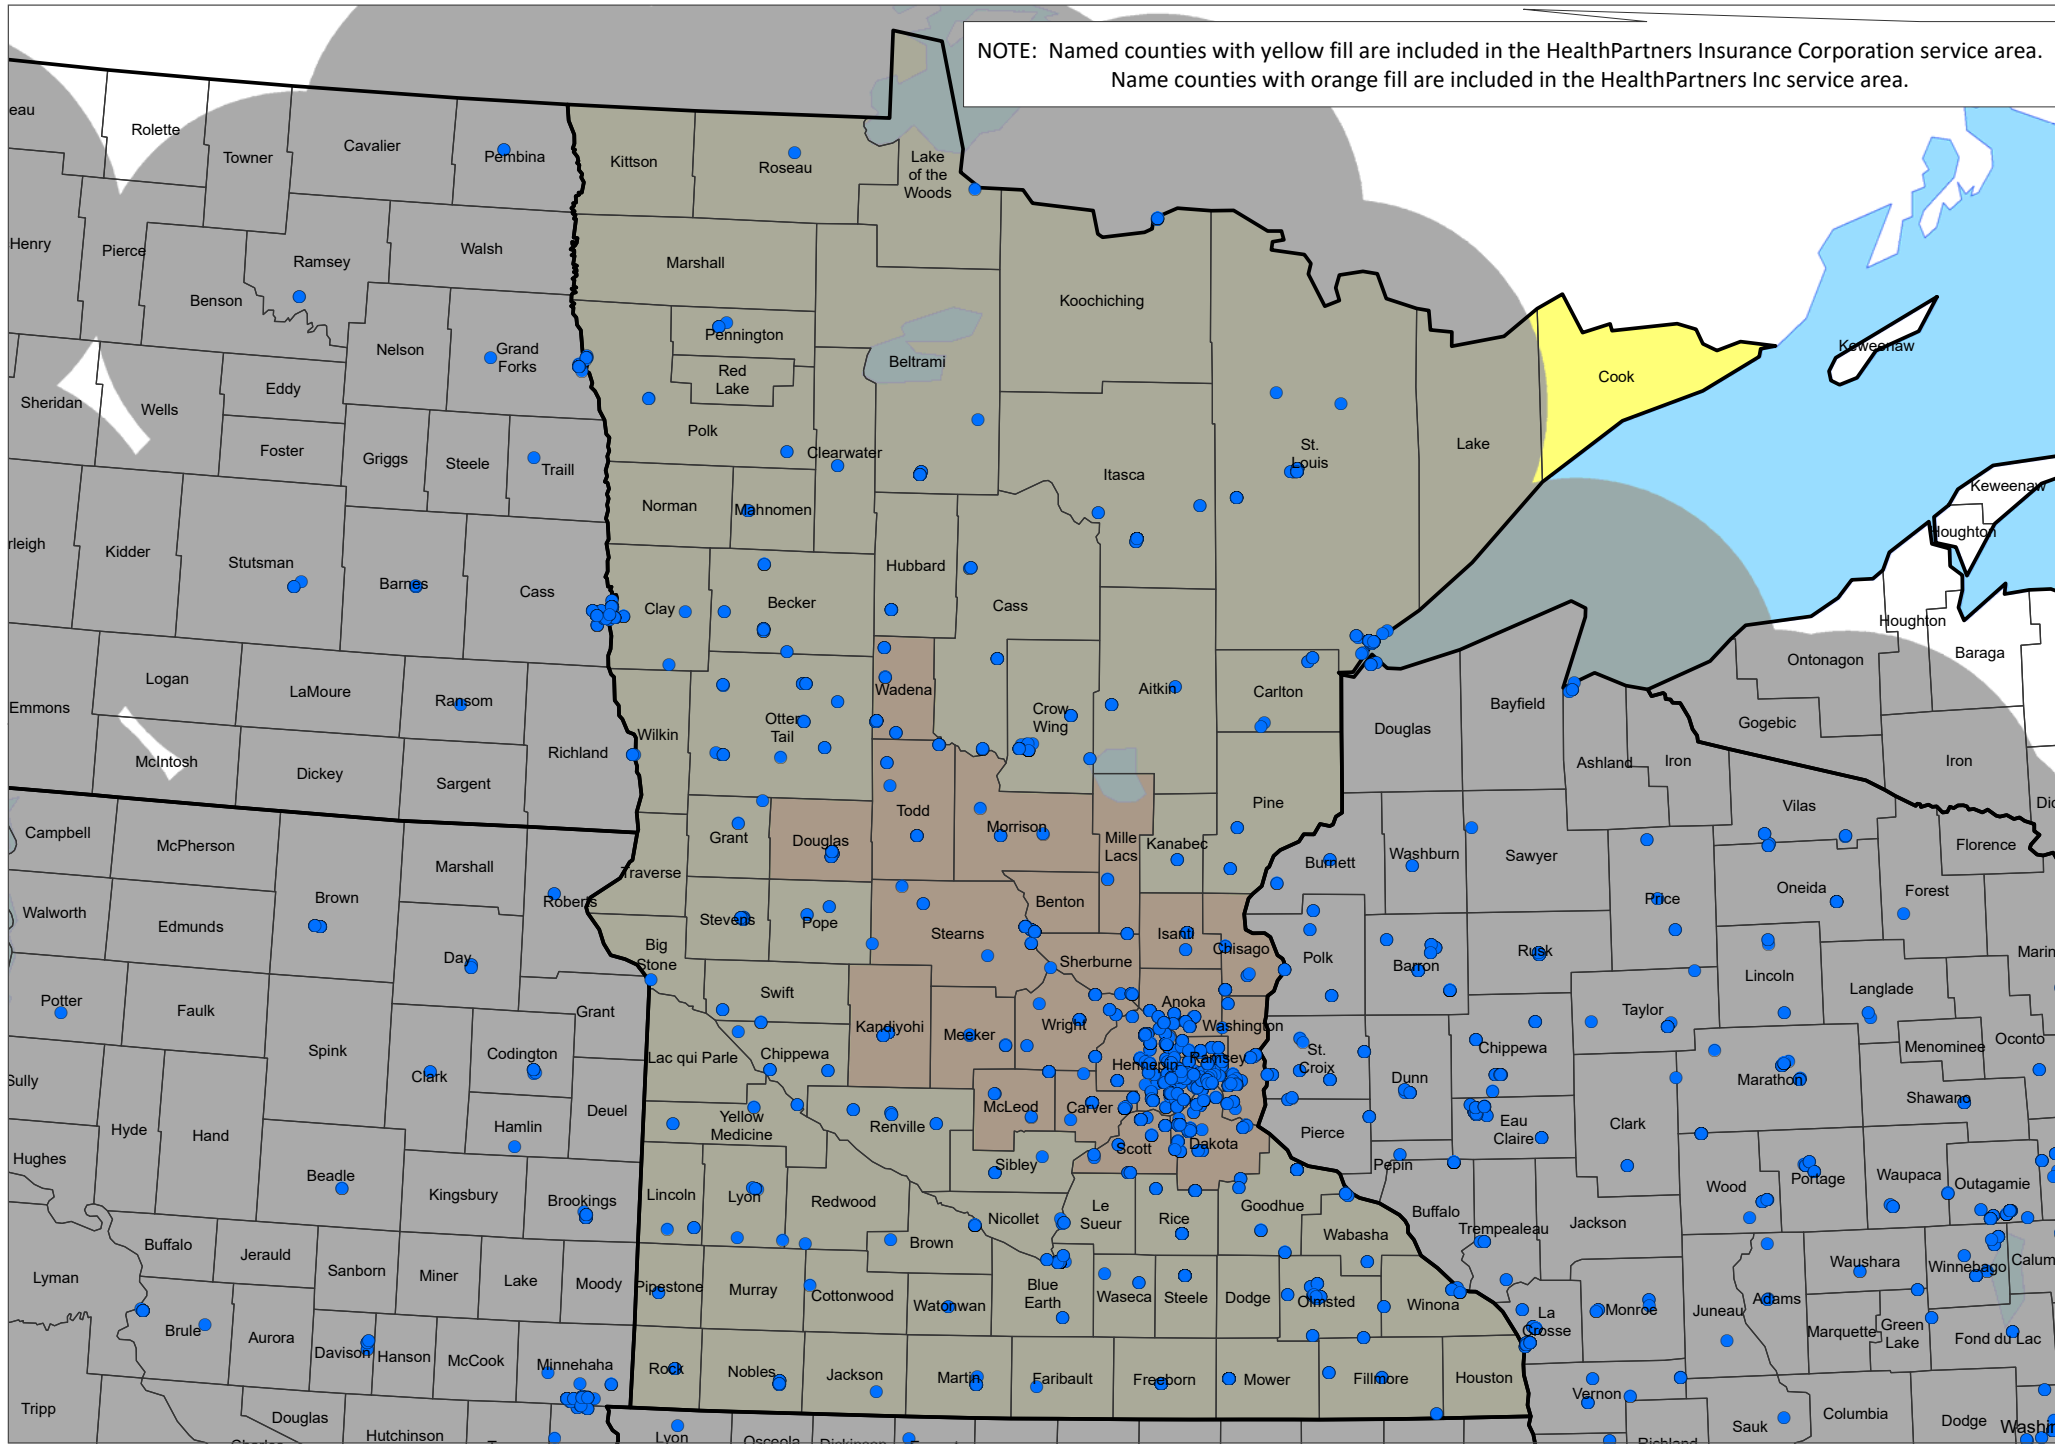 NOTE: Named counties with yellow fill are included in the HealthPartners Insurance Corporation service area.
Name counties with orange fill are included in the HealthPartners Inc service area.
eau
Rolette
Towner
Cavalier
Pembina
Kittson
Roseau
Lake
of the
Woods
Henry
Pierce
Benson
Ramsey
Walsh
Marshall
Koochiching
Nelson
Grand
Forks
Pennington
Red
Lake
Beltrami
Cook
Keweenaw
Sheridan
Wells
Eddy
Foster
Griggs
Steele
Traill
Polk
Clearwater
Itasca
St.
Louis
Lake
Keweenaw
Houghton
rleigh
Kidder
Stutsman
Barnes
Cass
Norman
Mahnomen
Clay
Becker
Hubbard
Cass
Houghton
Baraga
Ontonagon
Emmons
Logan
LaMoure
Ransom
Richland
Wilkin
Otter
Tail
Wadena
Crow
Wing
Aitkin
Carlton
Douglas
Bayfield
Gogebic
Iron
McIntosh
Dickey
Sargent
Ashland
Iron
Vilas
Dic
Campbell
McPherson
Marshall
Grant
Douglas
Todd
Morrison
Mille
Lacs
Kanabec
Pine
Burnett
Washburn
Sawyer
Florence
Walworth
Edmunds
Brown
Roberts
Traverse
Stevens
Pope
Stearns
Benton
Isanti
Chisago
Polk
Barron
Rusk
Price
Oneida
Forest
Day
Big
Stone
Sherburne
Marin
Potter
Faulk
Grant
Swift
Kandiyohi
Meeker
Wright
Anoka
Washington
Taylor
Lincoln
Langlade
Spink
Codington
Clark
Lac qui Parle
Chippewa
Hennepin
Ramsey
St.
Croix
Dunn
Chippewa
Marathon
Menominee
Oconto
Shawano
Sully
Hyde
Hand
Hamlin
Deuel
Yellow
Medicine
Renville
McLeod
Carver
Scott
Dakota
Pierce
Eau
Claire
Clark
Hughes
Beadle
Kingsbury
Brookings
Lincoln
Lyon
Redwood
Sibley
Nicollet
Le
Sueur
Rice
Goodhue
Wabasha
Pepin
Buffalo
Trempealeau
Jackson
Wood
Portage
Waupaca
Outagamie
Lyman
Buffalo
Jerauld
Sanborn
Miner
Lake
Moody
Pipestone
Murray
Cottonwood
Brown
Watonwan
Blue
Earth
Waseca
Steele
Dodge
Olmsted
Winona
La
Crosse
Monroe
Juneau
Adams
Waushara
Winnebago
Calum
Brule
Aurora
Davison
Hanson
McCook
Minnehaha
Rock
Nobles
Jackson
Martin
Faribault
Freeborn
Mower
Fillmore
Houston
Vernon
Marquette
Green
Lake
Fond du Lac
Tripp
Douglas
Hutchinson
Lyon
Osceola
Dickinson
Richland
Sauk
Columbia
Dodge
Washin